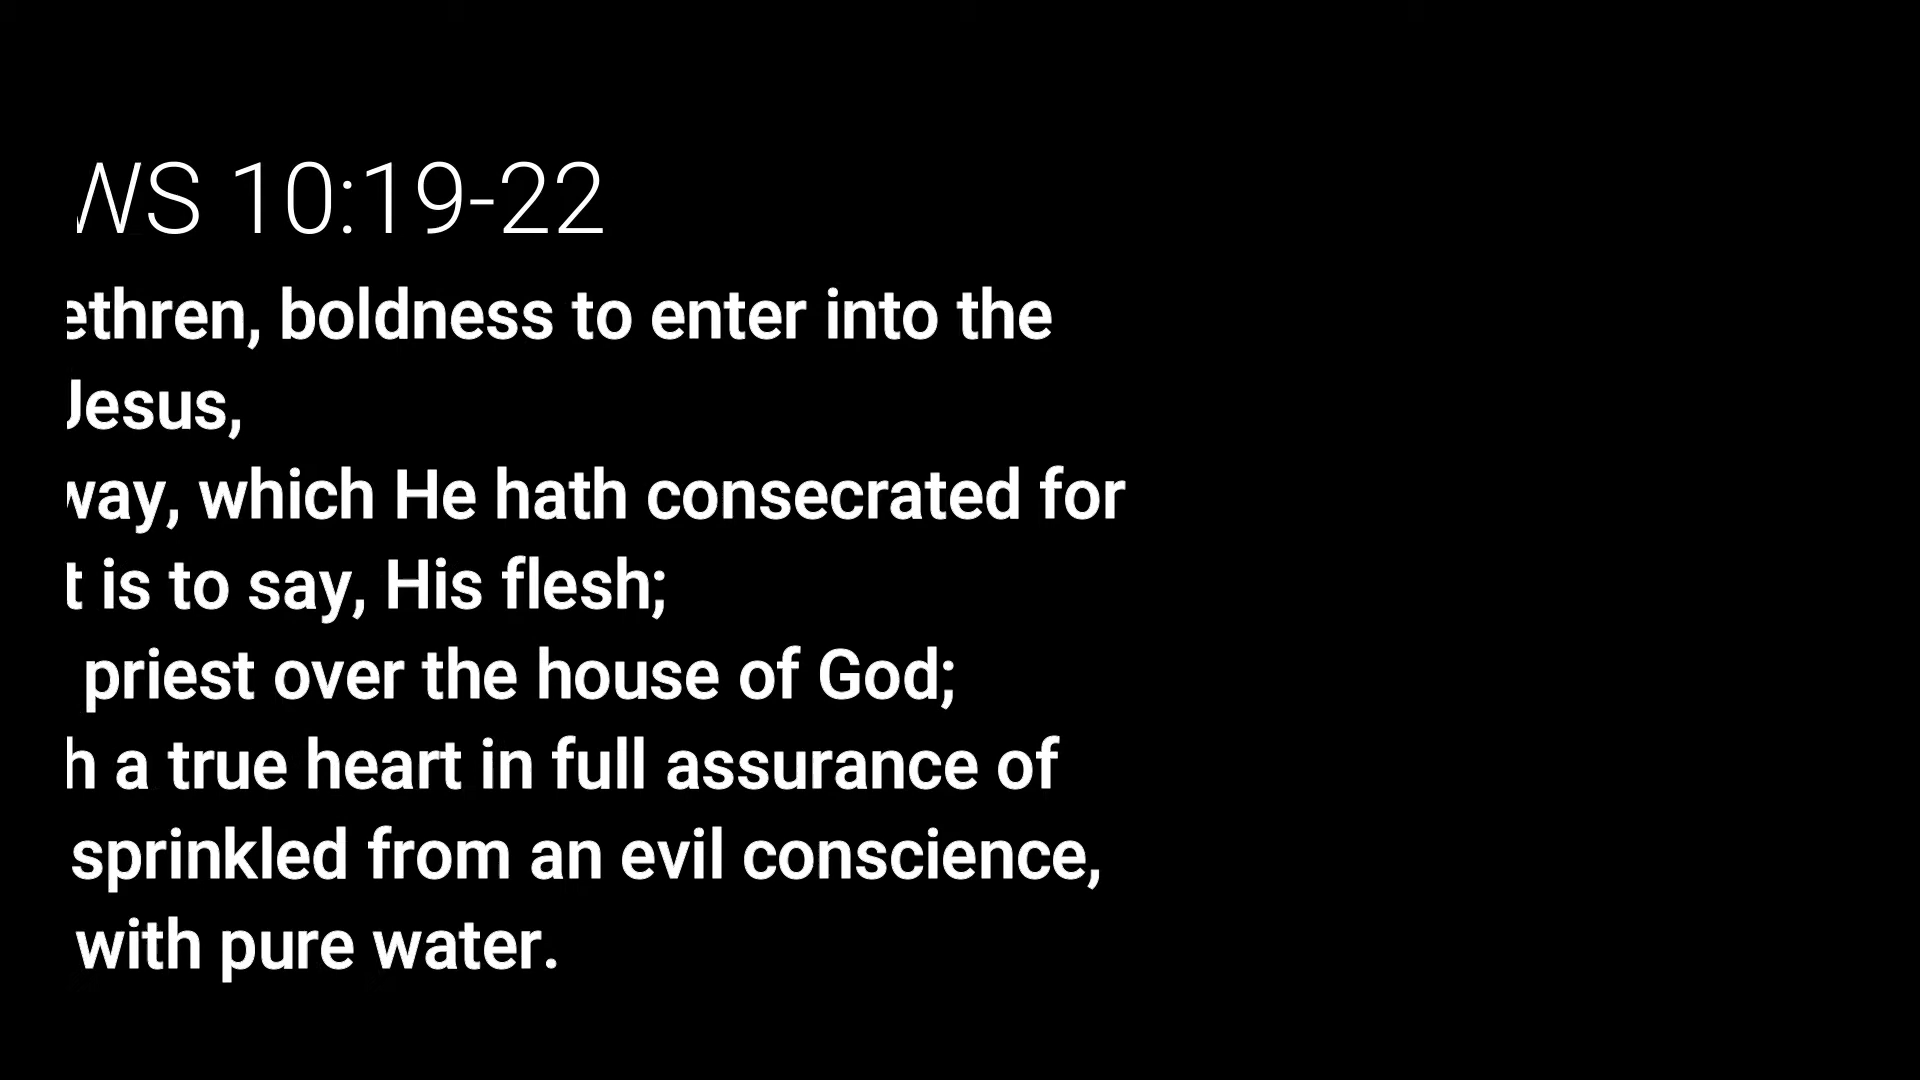 WS 10:19-22
ethren, boldness to enter into the
Jesus,
way, which He hath consecrated for
t is to say, His flesh;
priest over the house of God;
h a true heart in full assurance of
sprinkled from an evil conscience,
with pure water.